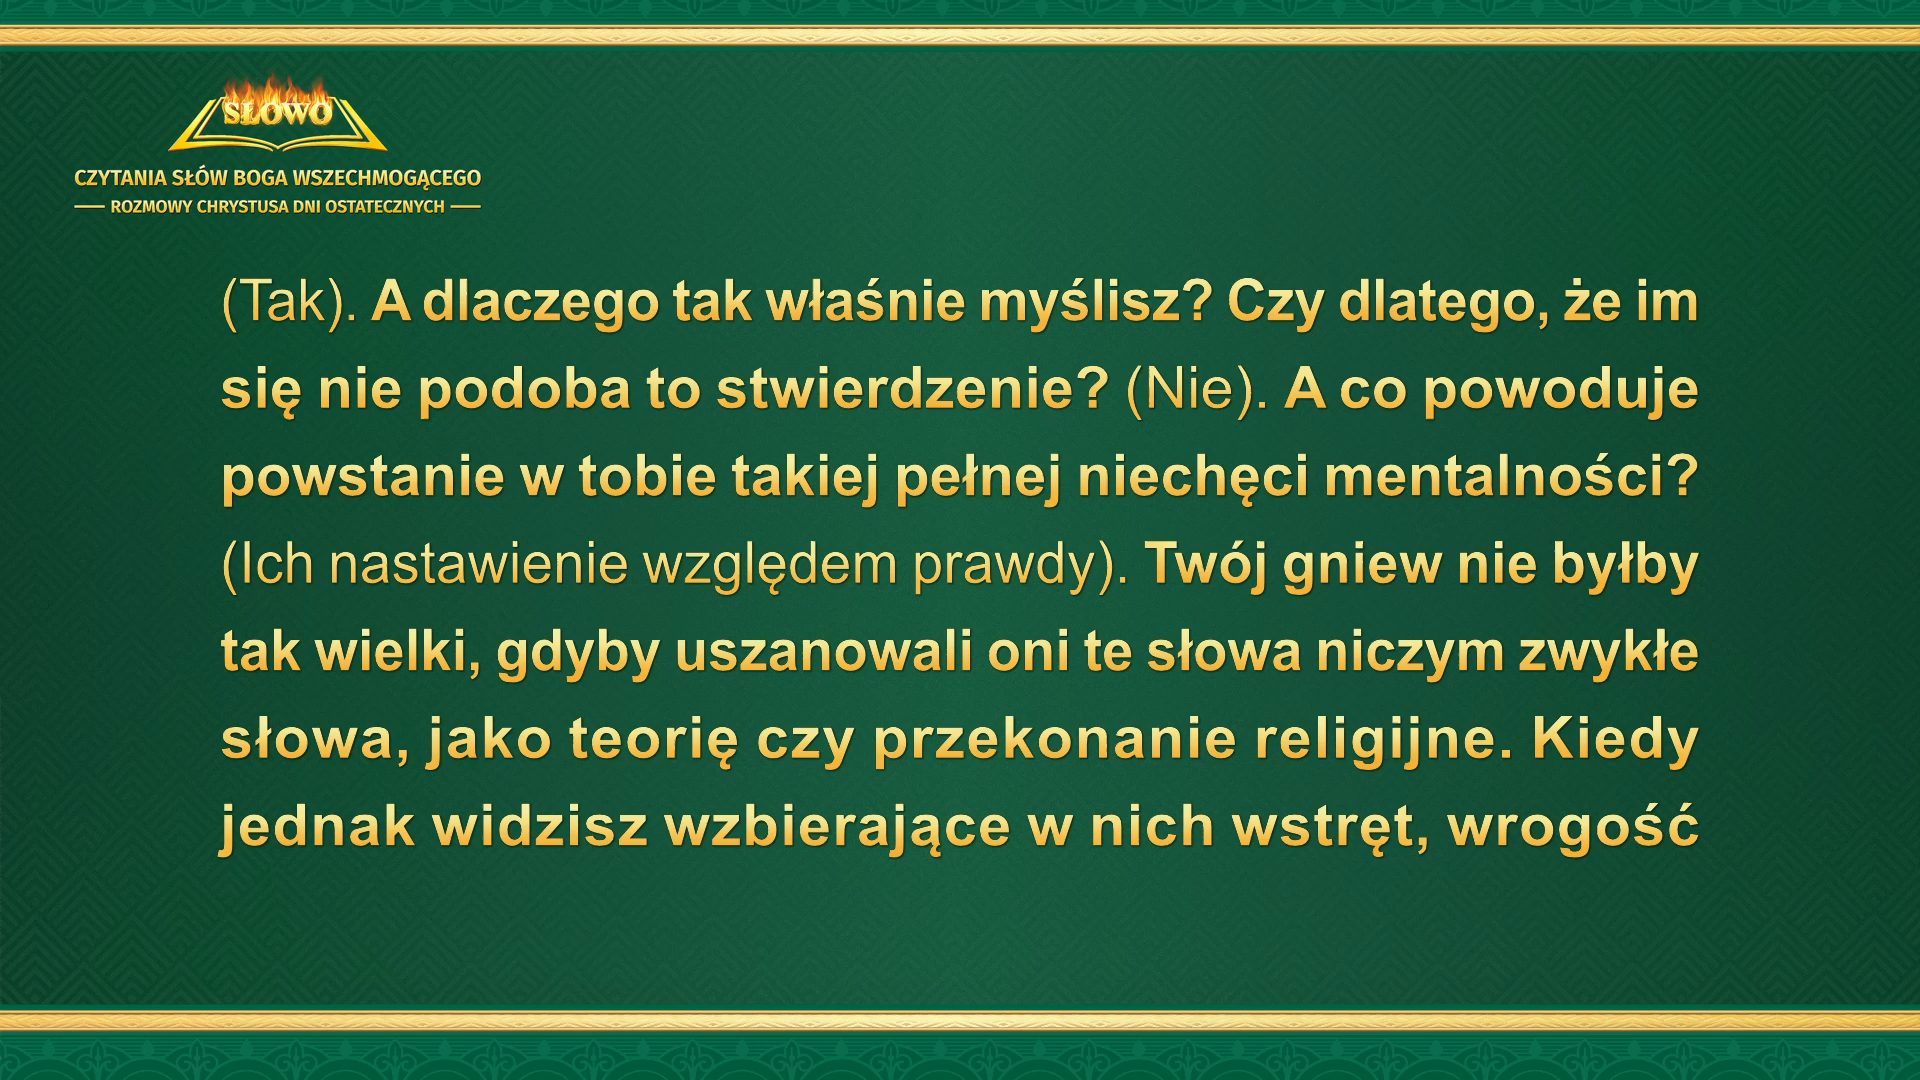 SŁOWO
CZYTANIA SŁÓW BOGA WSZECHMOGĄCEGO
ROZMOWY CHRYSTUSA DNI OSTATECZNYCH
(Tak). A dlaczego tak właśnie myślisz? Czy dlatego, że im
się nie podoba to stwierdzenie? (Nie). A co powoduje
powstanie w tobie takiej pełnej niechęci mentalności?
(Ich nastawienie względem prawdy). Twój gniew nie byłby
tak wielki, gdyby uszanowali oni te słowa niczym zwykłe
słowa, jako teorię czy przekonanie religijne. Kiedy
jednak widzisz wzbierające w nich wstręt, wrogość